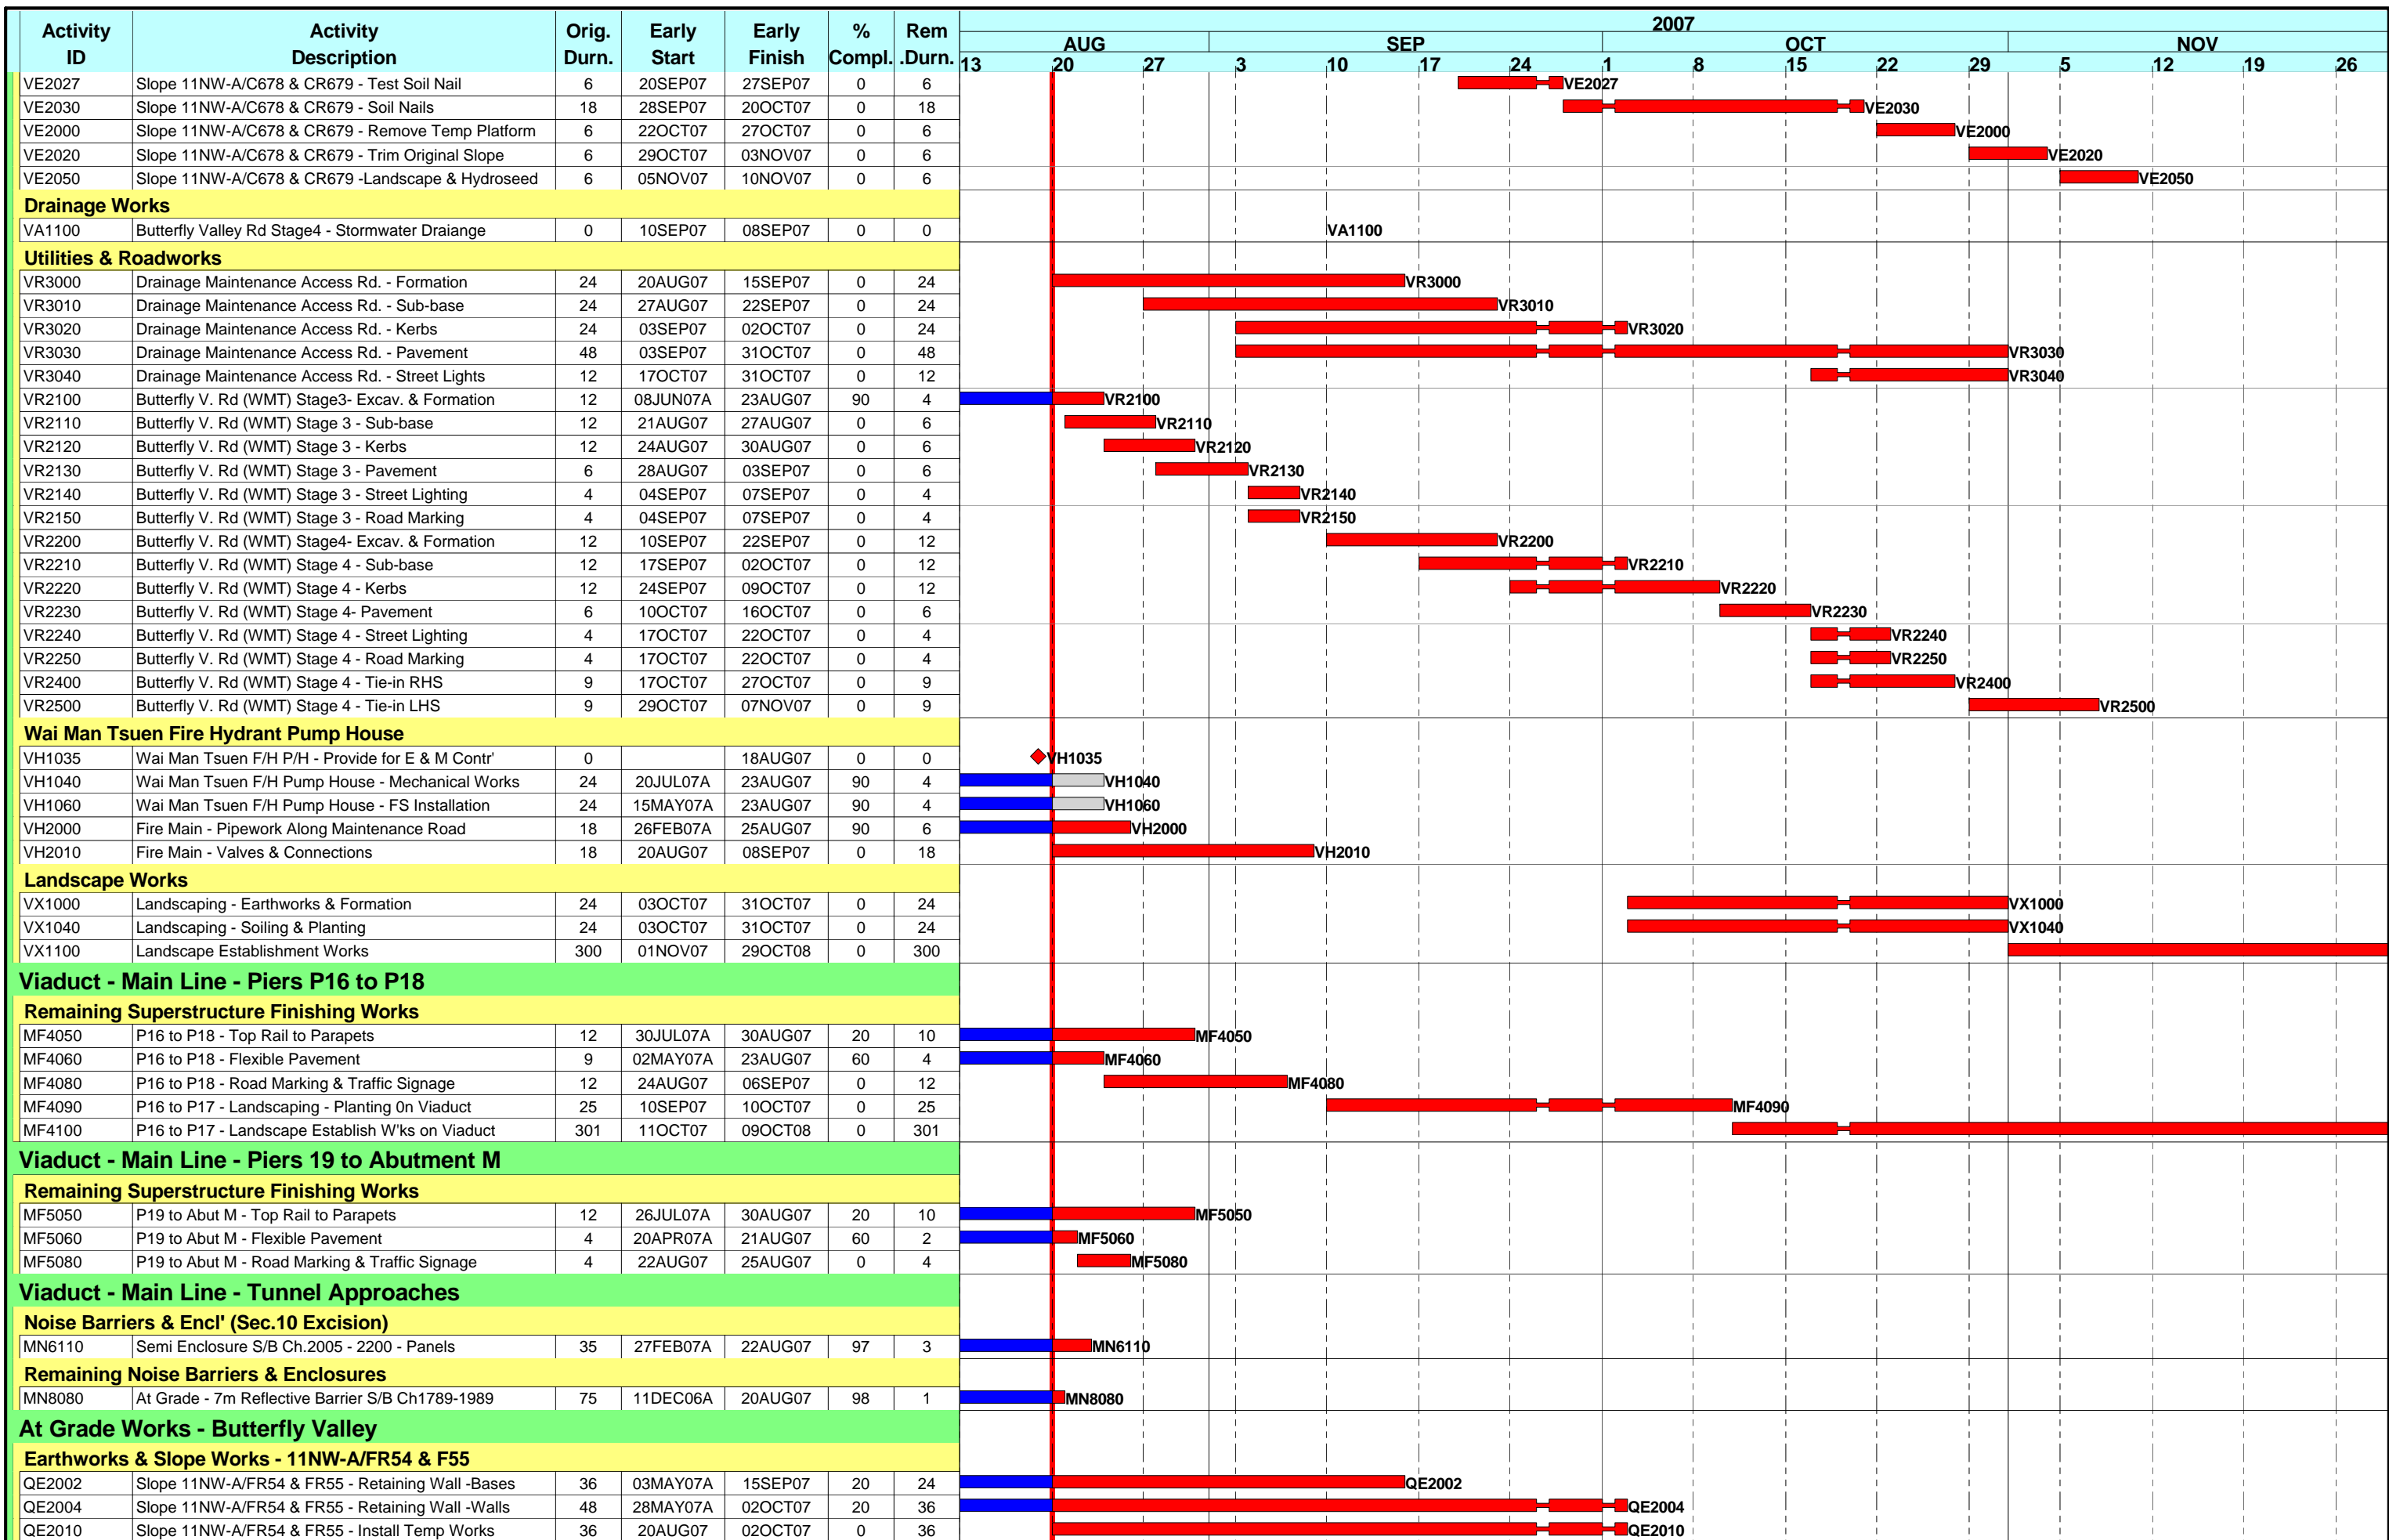 2007
Activity Activity Orig. Early Early % Rem AUG SEP OCT NOV
ID Description Durn. Start Finish Compl. .Durn. 13 20 27 3 10 17 24 1 8 15 22 29 5 12 19 26
VE2027 Slope 11NW-A/C678 & CR679 - Test Soil Nail 6 20SEP07 27SEP07 0 6 VE2027
VE2030 Slope 11NW-A/C678 & CR679 - Soil Nails 18 28SEP07 20OCT07 0 18 VE2030
VE2000 Slope 11NW-A/C678 & CR679 - Remove Temp Platform 6 22OCT07 27OCT07 0 6 VE2000
VE2020 Slope 11NW-A/C678 & CR679 - Trim Original Slope 6 29OCT07 03NOV07 0 6 VE2020
VE2050 Slope 11NW-A/C678 & CR679 -Landscape & Hydroseed 6 05NOV07 10NOV07 0 6 VE2050
Drainage Works
VA1100 Butterfly Valley Rd Stage4 - Stormwater Draiange 0 10SEP07 08SEP07 0 0 VA1100
Utilities & Roadworks
VR3000 Drainage Maintenance Access Rd. - Formation 24 20AUG07 15SEP07 0 24 VR3000
VR3010 Drainage Maintenance Access Rd. - Sub-base 24 27AUG07 22SEP07 0 24 VR3010
VR3020 Drainage Maintenance Access Rd. - Kerbs 24 03SEP07 02OCT07 0 24 VR3020
VR3030 Drainage Maintenance Access Rd. - Pavement 48 03SEP07 31OCT07 0 48 VR3030
VR3040 Drainage Maintenance Access Rd. - Street Lights 12 17OCT07 31OCT07 0 12 VR3040
VR2100 Butterfly V. Rd (WMT) Stage3- Excav. & Formation 12 08JUN07A 23AUG07 90 4 VR2100
VR2110 Butterfly V. Rd (WMT) Stage 3 - Sub-base 12 21AUG07 27AUG07 0 6 VR2110
VR2120 Butterfly V. Rd (WMT) Stage 3 - Kerbs 12 24AUG07 30AUG07 0 6 VR2120
VR2130 Butterfly V. Rd (WMT) Stage 3 - Pavement 6 28AUG07 03SEP07 0 6 VR2130
VR2140 Butterfly V. Rd (WMT) Stage 3 - Street Lighting 4 04SEP07 07SEP07 0 4 VR2140
VR2150 Butterfly V. Rd (WMT) Stage 3 - Road Marking 4 04SEP07 07SEP07 0 4 VR2150
VR2200 Butterfly V. Rd (WMT) Stage4- Excav. & Formation 12 10SEP07 22SEP07 0 12 VR2200
VR2210 Butterfly V. Rd (WMT) Stage 4 - Sub-base 12 17SEP07 02OCT07 0 12 VR2210
VR2220 Butterfly V. Rd (WMT) Stage 4 - Kerbs 12 24SEP07 09OCT07 0 12 VR2220
VR2230 Butterfly V. Rd (WMT) Stage 4- Pavement 6 10OCT07 16OCT07 0 6 VR2230
VR2240 Butterfly V. Rd (WMT) Stage 4 - Street Lighting 4 17OCT07 22OCT07 0 4 VR2240
VR2250 Butterfly V. Rd (WMT) Stage 4 - Road Marking 4 17OCT07 22OCT07 0 4 VR2250
VR2400 Butterfly V. Rd (WMT) Stage 4 - Tie-in RHS 9 17OCT07 27OCT07 0 9 VR2400
VR2500 Butterfly V. Rd (WMT) Stage 4 - Tie-in LHS 9 29OCT07 07NOV07 0 9 VR2500
Wai Man Tsuen Fire Hydrant Pump House
VH1035 Wai Man Tsuen F/H P/H - Provide for E & M Contr' 0 18AUG07 0 0 VH1035
VH1040 Wai Man Tsuen F/H Pump House - Mechanical Works 24 20JUL07A 23AUG07 90 4 VH1040
VH1060 Wai Man Tsuen F/H Pump House - FS Installation 24 15MAY07A 23AUG07 90 4 VH1060
VH2000 Fire Main - Pipework Along Maintenance Road 18 26FEB07A 25AUG07 90 6 VH2000
VH2010 Fire Main - Valves & Connections 18 20AUG07 08SEP07 0 18 VH2010
Landscape Works
VX1000 Landscaping - Earthworks & Formation 24 03OCT07 31OCT07 0 24 VX1000
VX1040 Landscaping - Soiling & Planting 24 03OCT07 31OCT07 0 24 VX1040
VX1100 Landscape Establishment Works 300 01NOV07 29OCT08 0 300
Viaduct - Main Line - Piers P16 to P18
Remaining Superstructure Finishing Works
MF4050 P16 to P18 - Top Rail to Parapets 12 30JUL07A 30AUG07 20 10 MF4050
MF4060 P16 to P18 - Flexible Pavement 9 02MAY07A 23AUG07 60 4 MF4060
MF4080 P16 to P18 - Road Marking & Traffic Signage 12 24AUG07 06SEP07 0 12 MF4080
MF4090 P16 to P17 - Landscaping - Planting 0n Viaduct 25 10SEP07 10OCT07 0 25 MF4090
MF4100 P16 to P17 - Landscape Establish W'ks on Viaduct 301 11OCT07 09OCT08 0 301
Viaduct - Main Line - Piers 19 to Abutment M
Remaining Superstructure Finishing Works
MF5050 P19 to Abut M - Top Rail to Parapets 12 26JUL07A 30AUG07 20 10 MF5050
MF5060 P19 to Abut M - Flexible Pavement 4 20APR07A 21AUG07 60 2 MF5060
MF5080 P19 to Abut M - Road Marking & Traffic Signage 4 22AUG07 25AUG07 0 4 MF5080
Viaduct - Main Line - Tunnel Approaches
Noise Barriers & Encl' (Sec.10 Excision)
MN6110 Semi Enclosure S/B Ch.2005 - 2200 - Panels 35 27FEB07A 22AUG07 97 3 MN6110
Remaining Noise Barriers & Enclosures
MN8080 At Grade - 7m Reflective Barrier S/B Ch1789-1989 75 11DEC06A 20AUG07 98 1 MN8080
At Grade Works - Butterfly Valley
Earthworks & Slope Works - 11NW-A/FR54 & F55
QE2002 Slope 11NW-A/FR54 & FR55 - Retaining Wall -Bases 36 03MAY07A 15SEP07 20 24 QE2002
QE2004 Slope 11NW-A/FR54 & FR55 - Retaining Wall -Walls 48 28MAY07A 02OCT07 20 36 QE2004
QE2010 Slope 11NW-A/FR54 & FR55 - Install Temp Works 36 20AUG07 02OCT07 0 36 QE2010